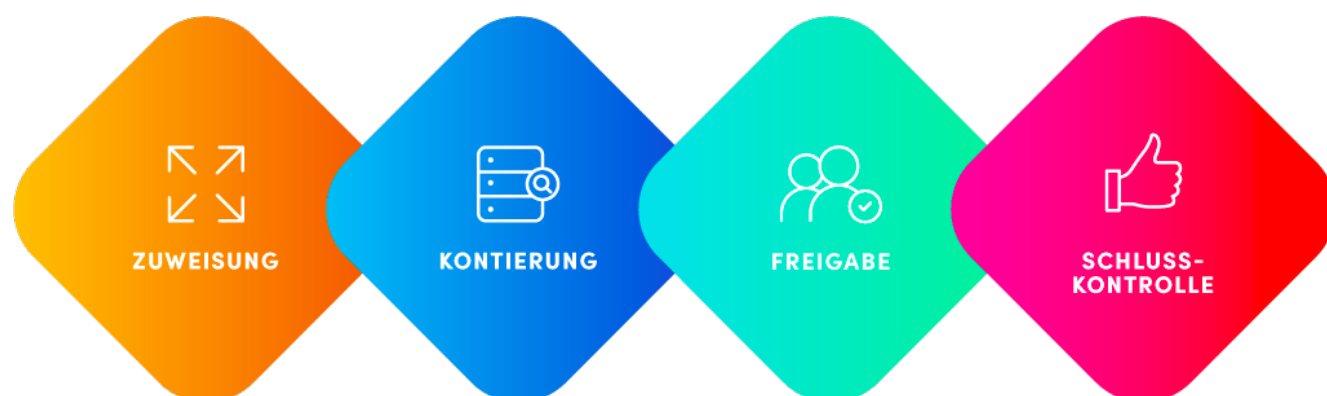 ZUWEISUNG
KONTIERUNG
FREIGABE
SCHLUSS-
KONTROLLE